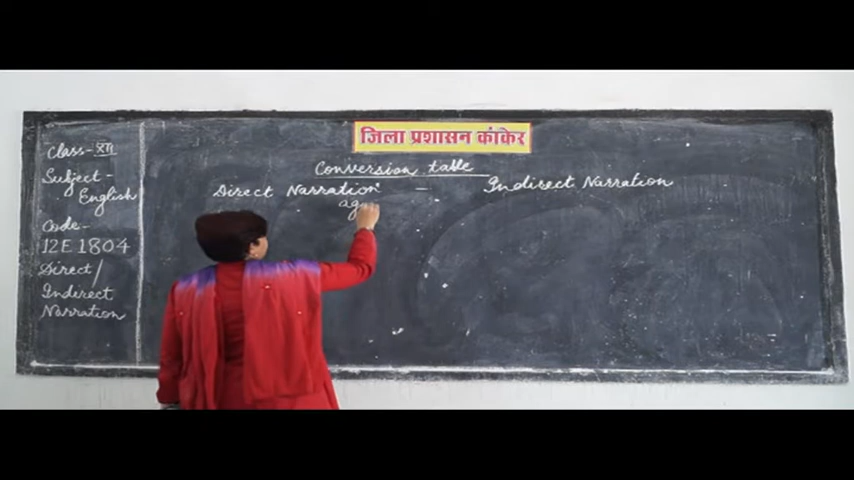 जिला प्रशासन कांकेर
Class- XII
Subject-
English
Code-
12E1804
Direct/
Indirect
Narration
Conversion table
Direct Narration - Indirect Narration